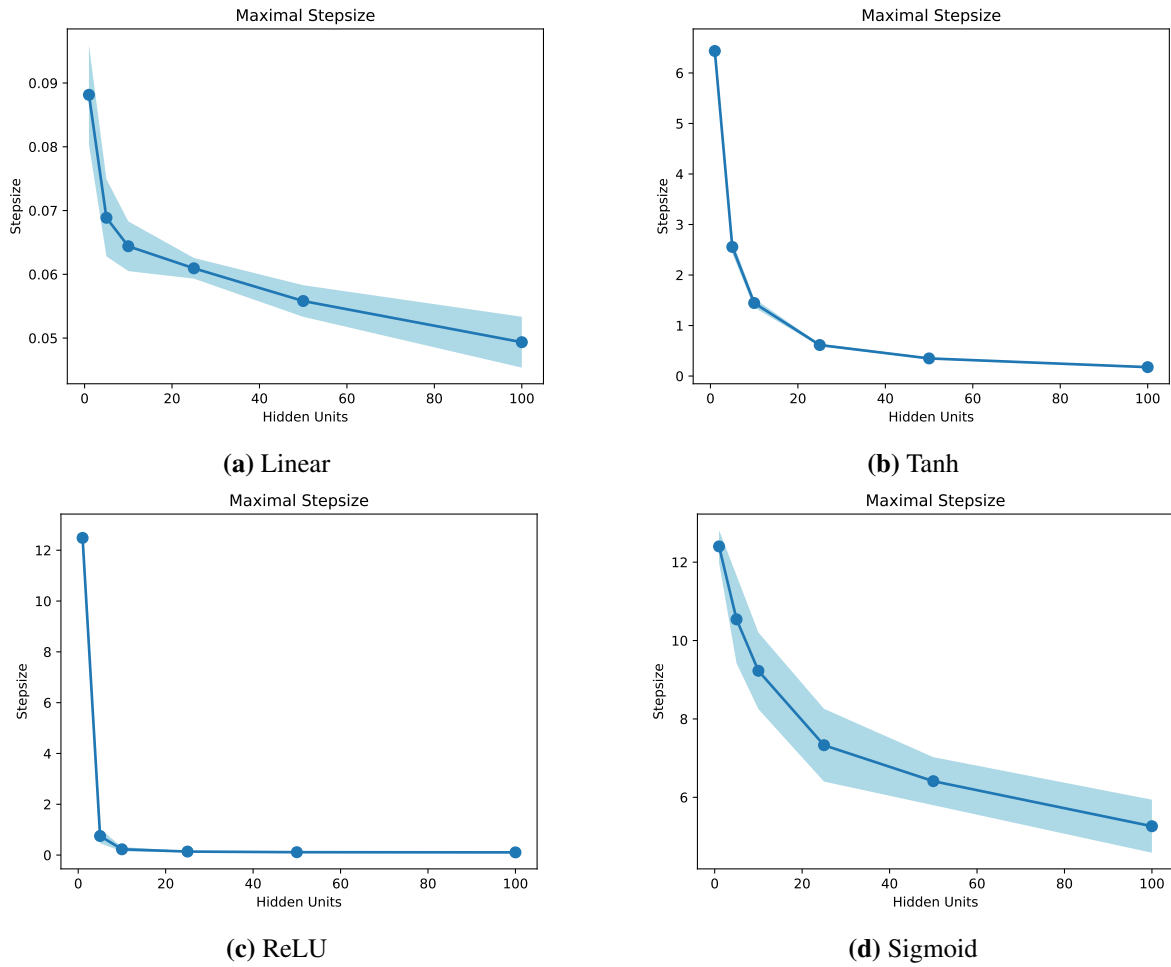 Maximal Stepsize
0.09
0.08
0.07
0.06
0.05
Stepsize
0 20 40 60 80 100
Hidden Units
(a) Linear
Maximal Stepsize
6
5
4
3
2
1
0
Stepsize
0 20 40 60 80 100
Hidden Units
(b) Tanh
Maximal Stepsize
12
10
8
6
4
2
0
Stepsize
0 20 40 60 80 100
Hidden Units
(c) ReLU
Maximal Stepsize
12
10
8
6
Stepsize
0 20 40 60 80 100
Hidden Units
(d) Sigmoid